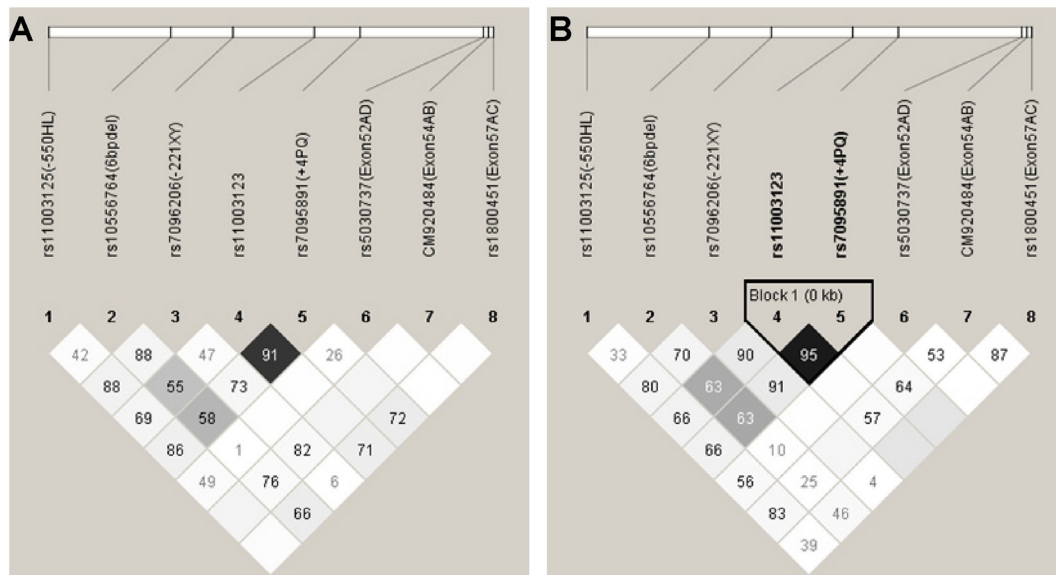 A
rs11003125(-550HL)
rs10556764(6bpdel)
rs7096206(-221XY)
rs11003123
rs7095891(+4PQ)
rs5030737(Exon52AD)
CM920484(Exon54AB)
rs1800451(Exon57AC)
1 2 3 4 5 6 7 8
42 88 47 91 26
88 55 73
69 58 72
86 1 82 71
49 76 6
66
B
rs11003125(-550HL)
rs10556764(6bpdel)
rs7096206(-221XY)
rs11003123
rs7095891(+4PQ)
rs5030737(Exon52AD)
CM920484(Exon54AB)
rs1800451(Exon57AC)
Block 1 (0 kb)
1 2 3 4 5 6 7 8
33 70 90 95 53 87
80 63 91 64
66 63 57
66 10
56 25 4
83 46
39